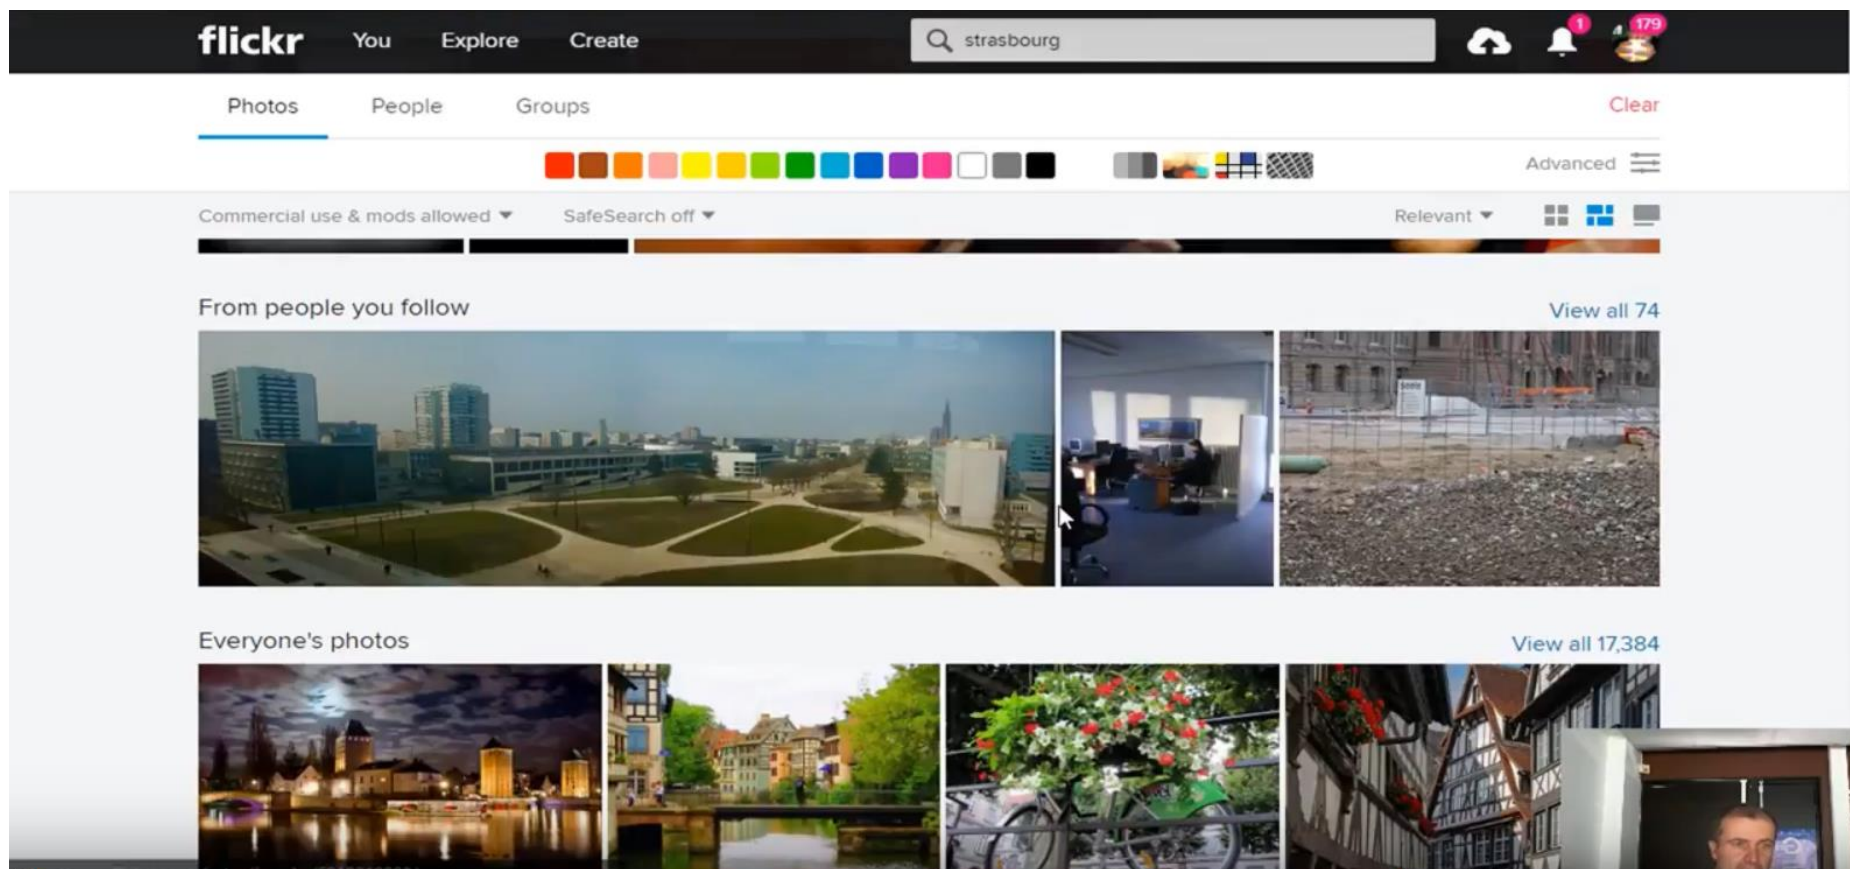 flickr You Explore Create strasbourg 1 179
Photos People Groups Clear
Advanced
Commercial use & mods allowed SafeSearch off Relevant
From people you follow View all 74
Everyone's photos View all 17,384